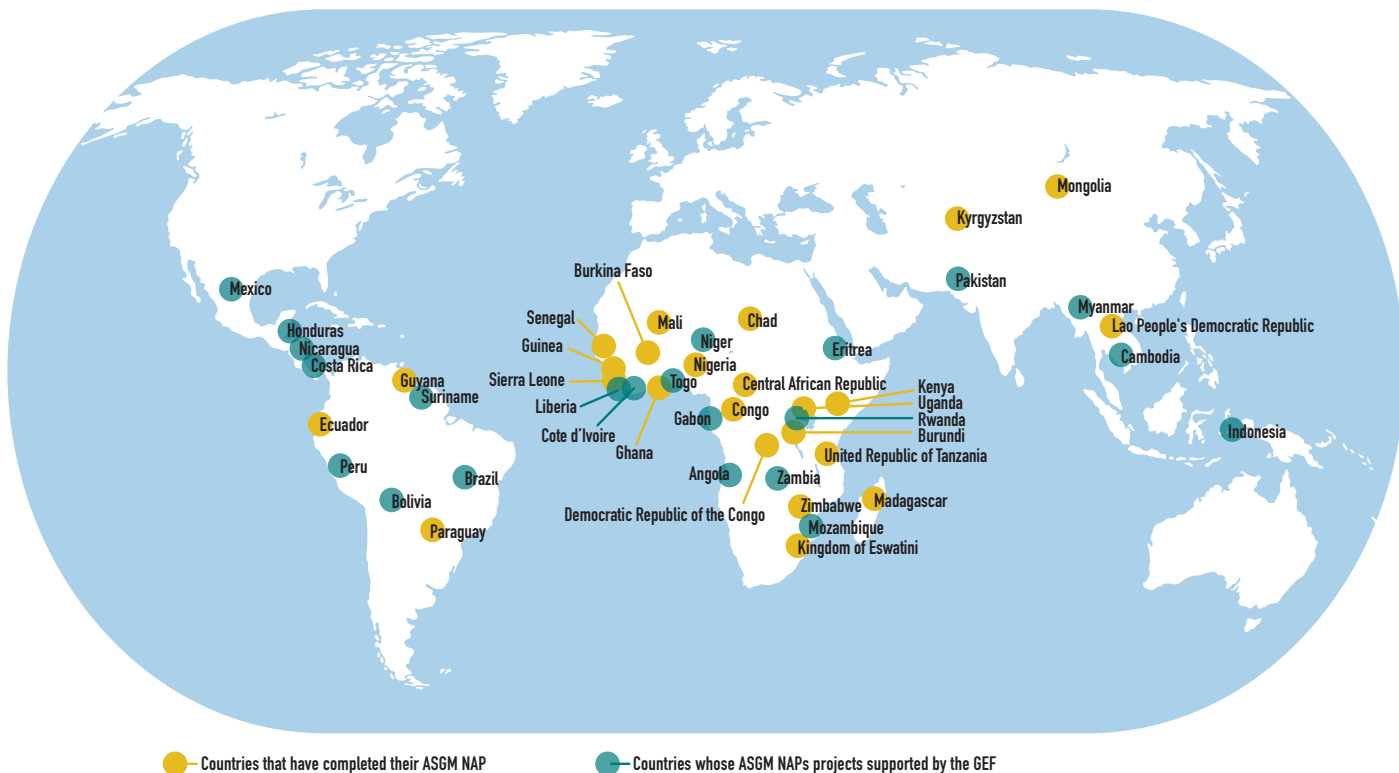 Mongolia
Kyrgyzstan
Burkina Faso
Pakistan
Mexico
Myanmar
Senegal
Mali
Chad
Lao People's Democratic Republic
Honduras
Niger
Guinea
Nicaragua
Eritrea
Cambodia
Costa Rica
Nigeria
Sierra Leone
Guyana
Togo
Central African Republic
Kenya
Suriname
Liberia
Uganda
Congo
Rwanda
Gabon
Ecuador
Cote d'Ivoire
Burundi
Indonesia
Ghana
United Republic of Tanzania
Peru
Angola
Zambia
Brazil
Bolivia
Madagascar
Zimbabwe
Democratic Republic of the Congo
Mozambique
Paraguay
Kingdom of Eswatini
Countries that have completed their ASGM NAP
Countries whose ASGM NAPs projects supported by the GEF